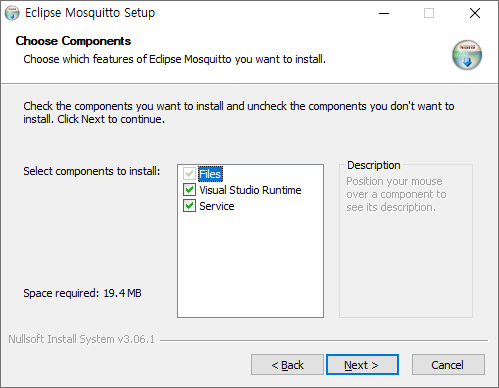 Eclipse Mosquitto Setup
Choose Components
Choose which features of Eclipse Mosquitto you want to install.
Check the components you want to install and uncheck the components you don't want to
install. Click Next to continue.
Select components to install:
Files
Visual Studio Runtime
Service
Description
Position your mouse
over a component to
see its description.
Space required: 19.4 MB
Nullsoft Install System v3.06.1
< Back
Next >
Cancel